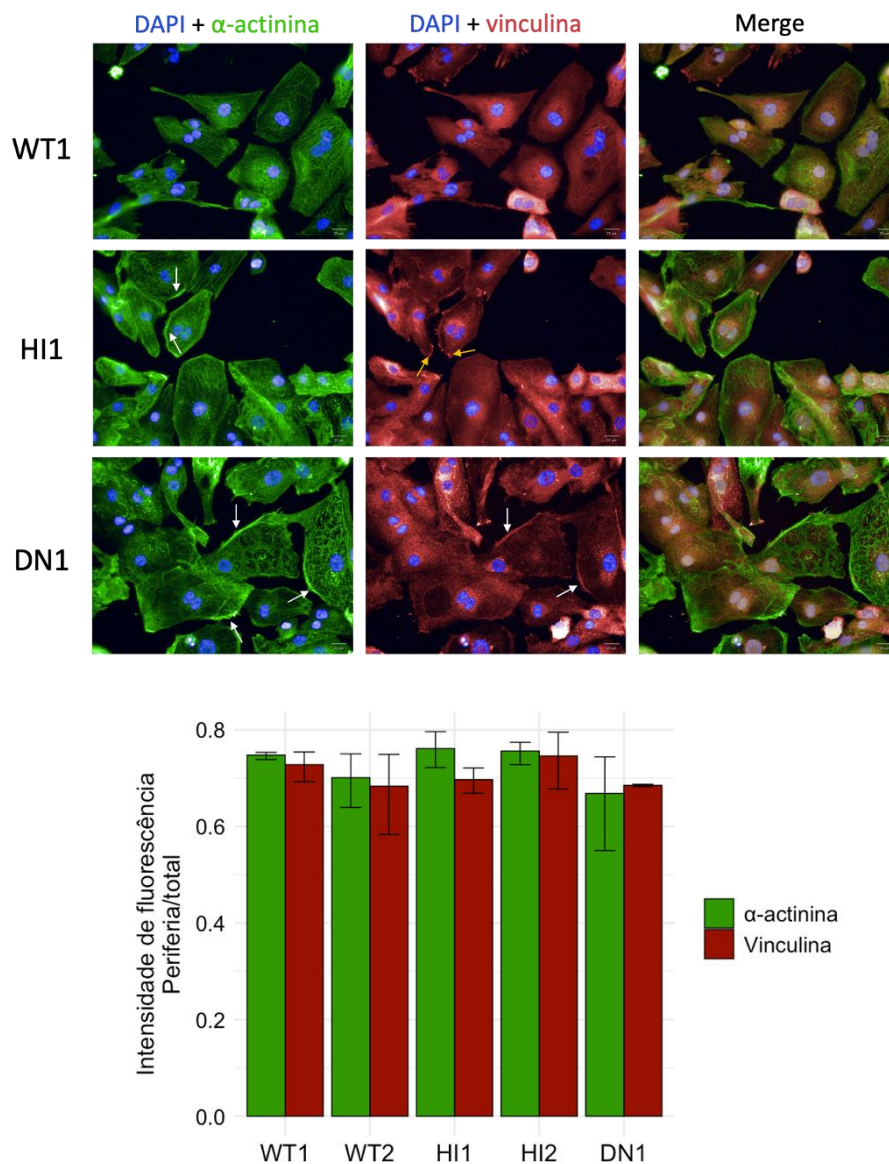 DAPI + α-actinina
DAPI + vinculina
Merge
WT1
HI1
DN1
0.8
0.6
0.4
0.2
0.0
Intensidade de fluorescência
Periferia/total
WT1
WT2
HI1
HI2
DN1
α-actinina
Vinculina